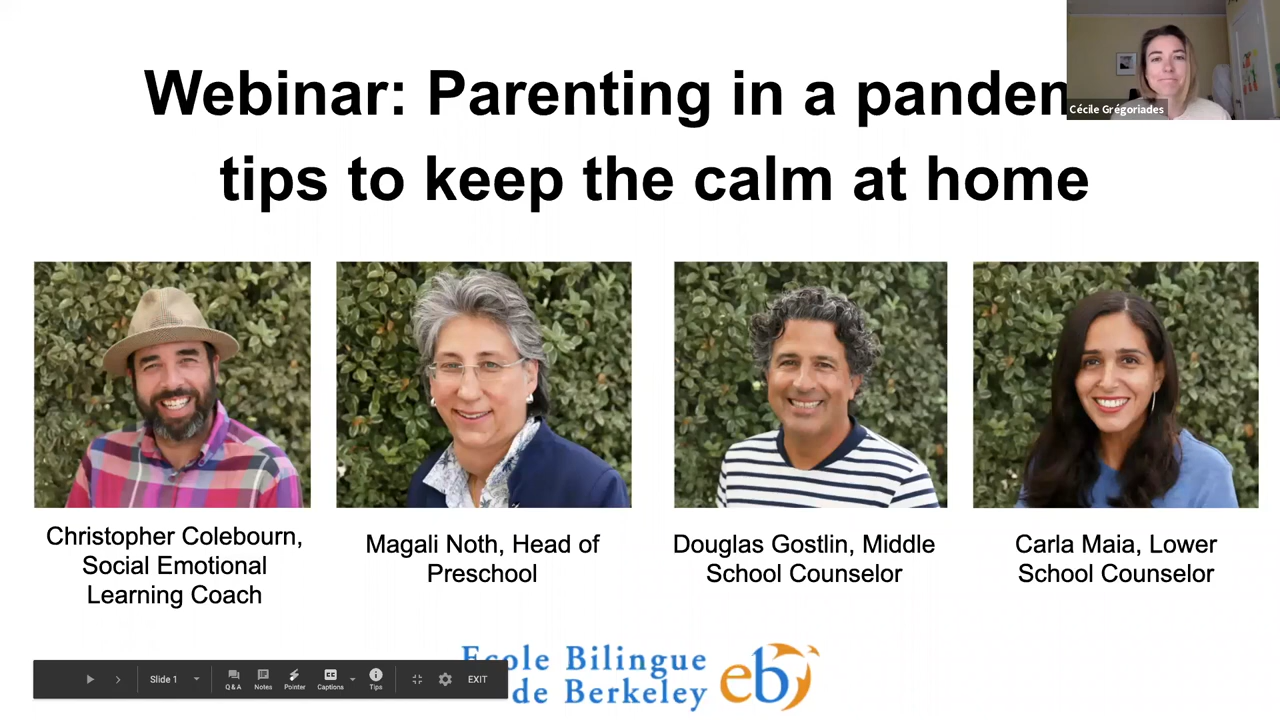 Webinar: Parenting in a pandem
tips to keep the calm at home
Cécile Grégoriades
Christopher Colebourn,
Social Emotional
Learning Coach
Magali Noth, Head of
Preschool
Douglas Gostlin, Middle
School Counselor
Carla Maia, Lower
School Counselor
Ecole Bilingue
de Berkeley
eb
Slide 1
Q&A
Notes
Pointer
Captions
Tips
EXIT